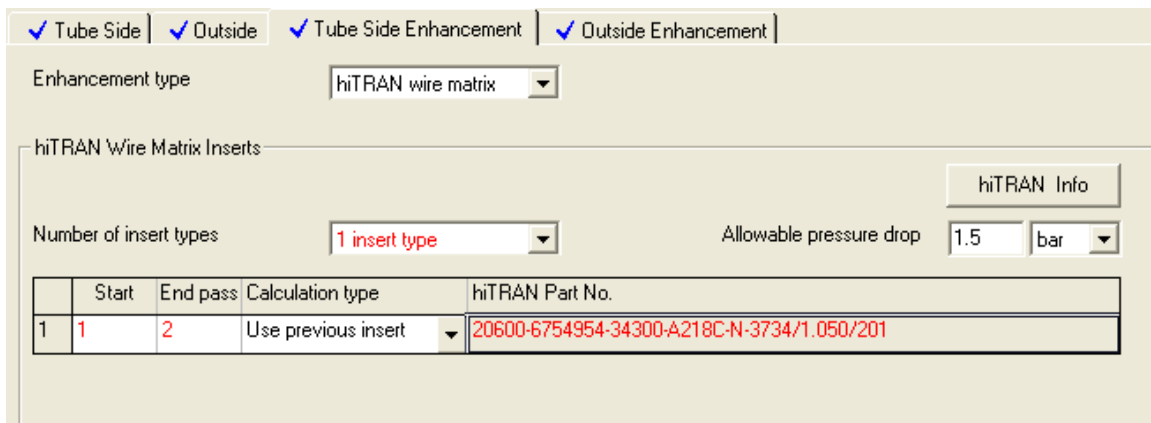 Tube Side Outside Tube Side Enhancement Outside Enhancement
Enhancement type hiTRAN wire matrix
hiTRAN Wire Matrix Inserts
hiTRAN Info
Number of insert types 1 insert type Allowable pressure drop 1.5 bar
Start End pass Calculation type hiTRAN Part No.
1 1 2 Use previous insert 20600-6754954-34300-A218C-N-3734/1.050/201